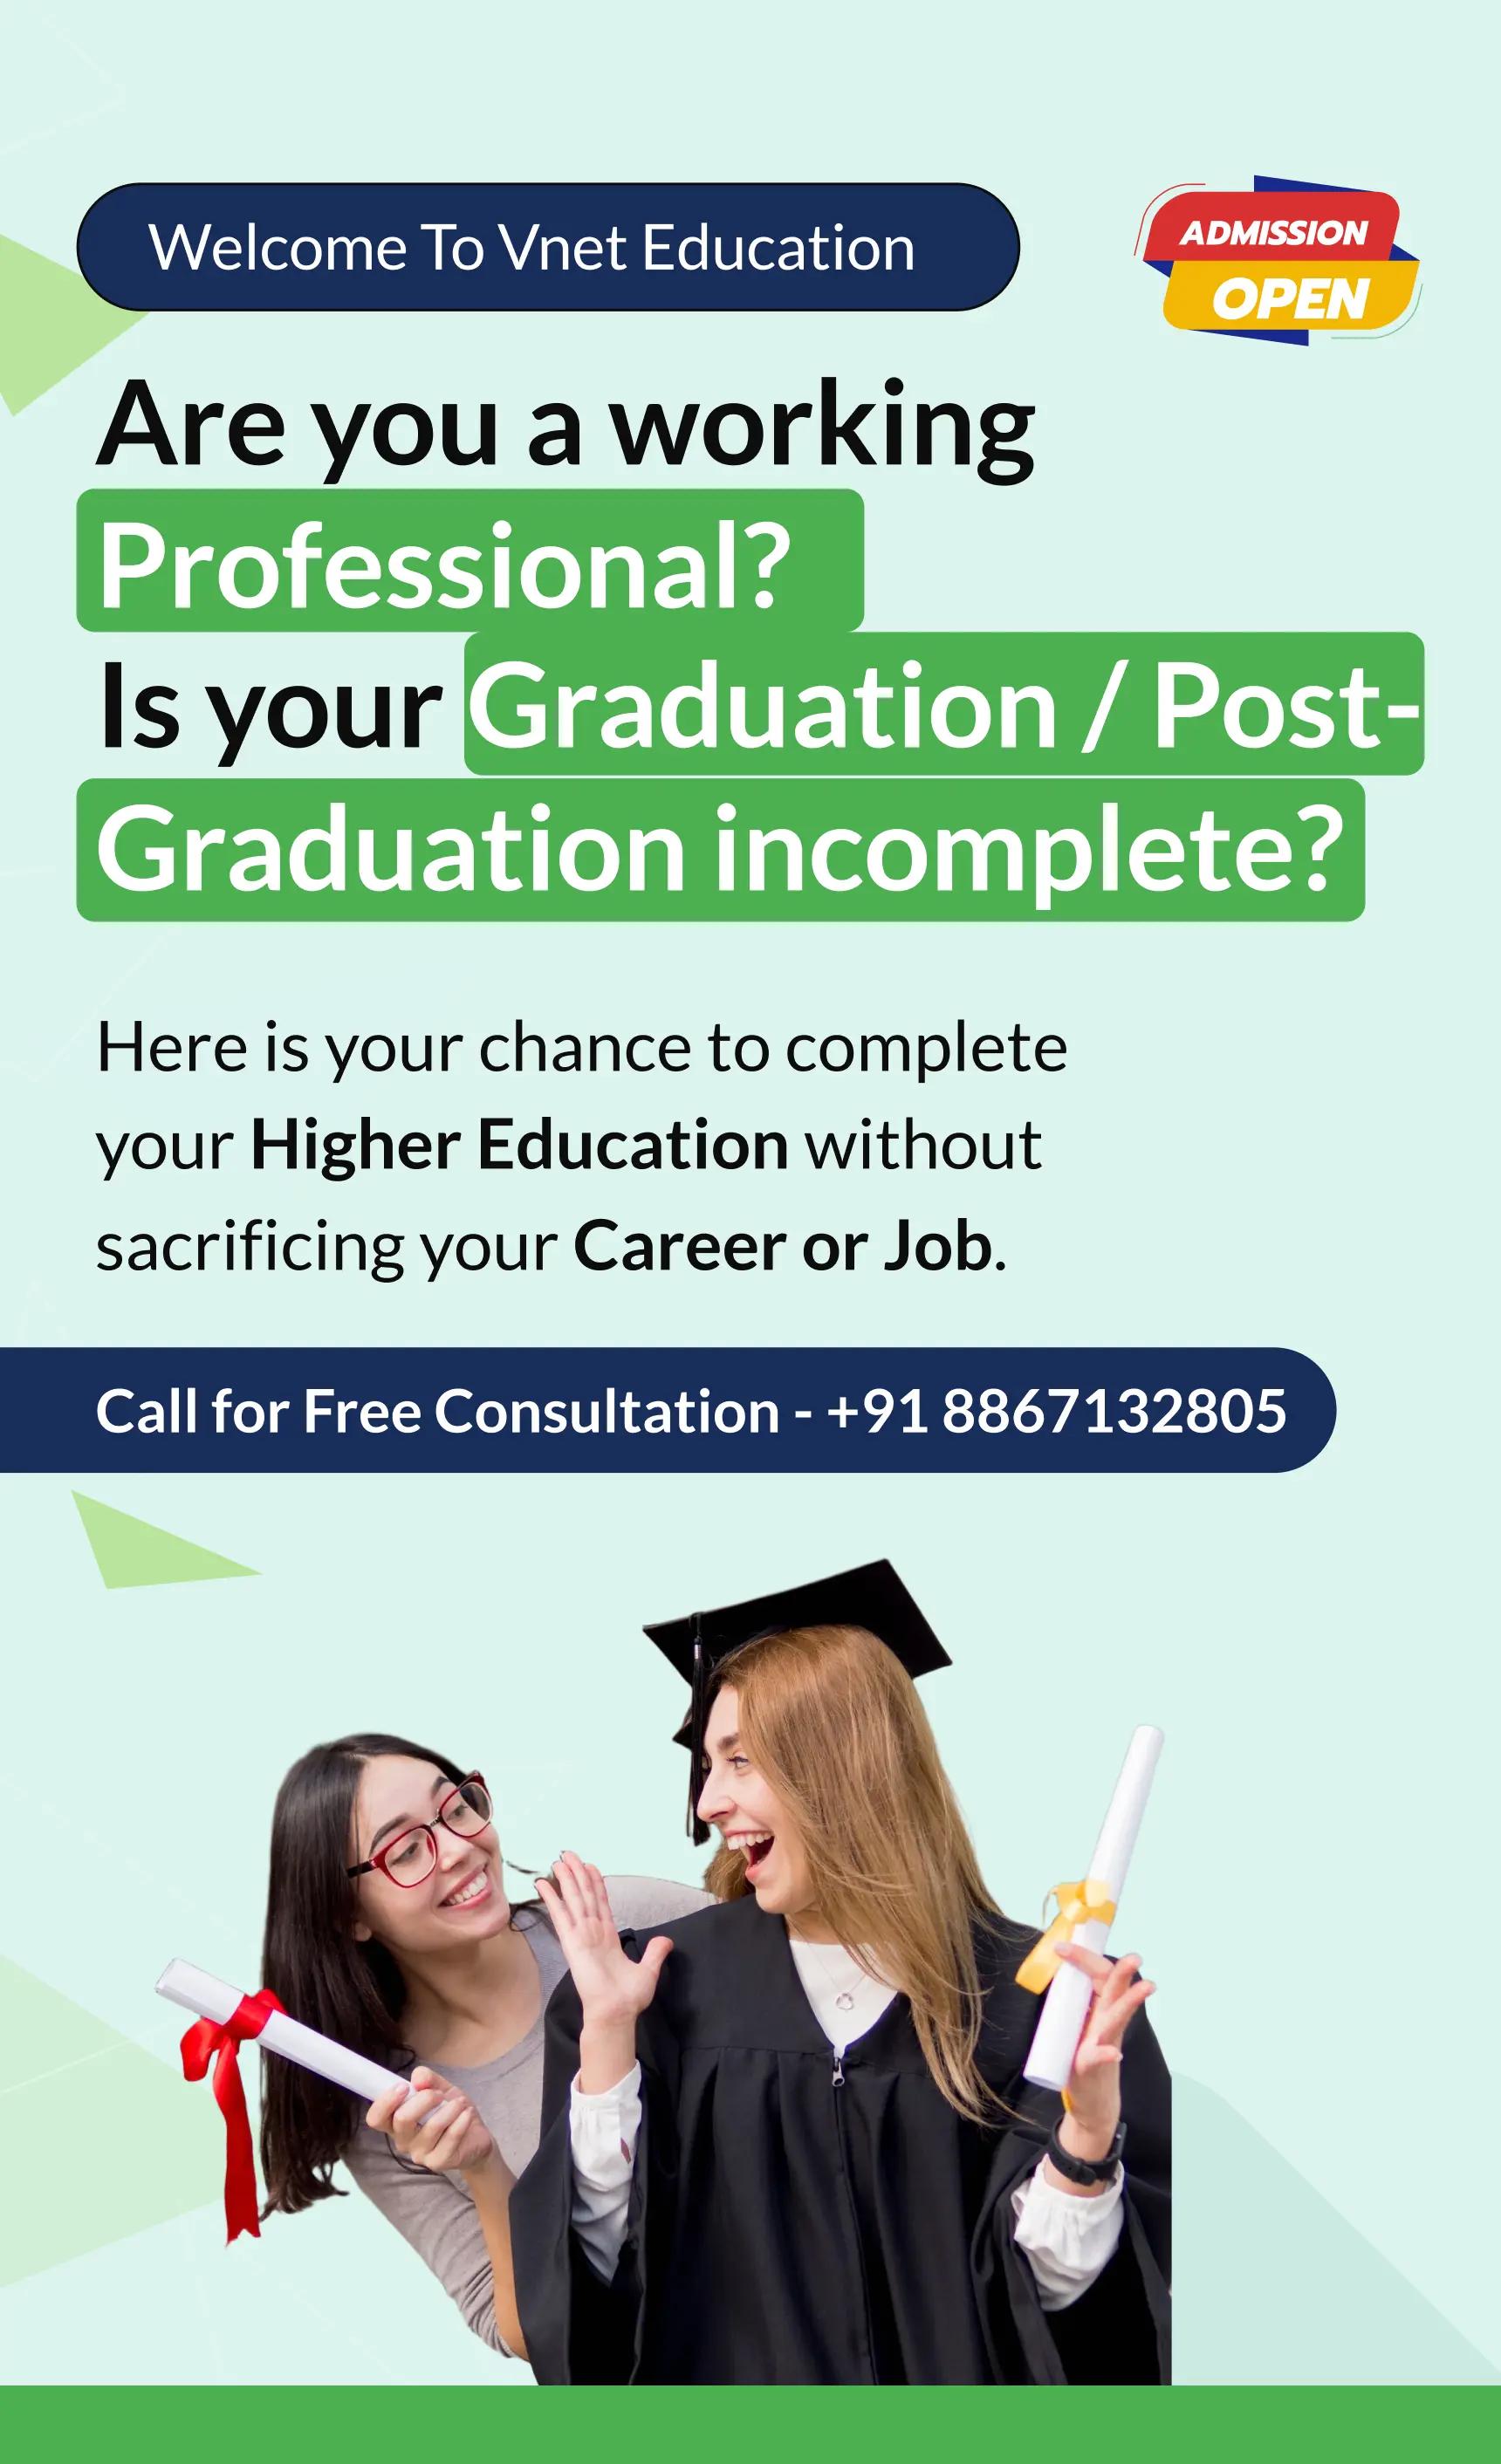 Welcome To Vnet Education
ADMISSION
OPEN
Are you a working
Professional?
Is your Graduation / Post-
Graduation incomplete?
Here is your chance to complete
your Higher Education without
sacrificing your Career or Job.
Call for Free Consultation - +91 8867132805